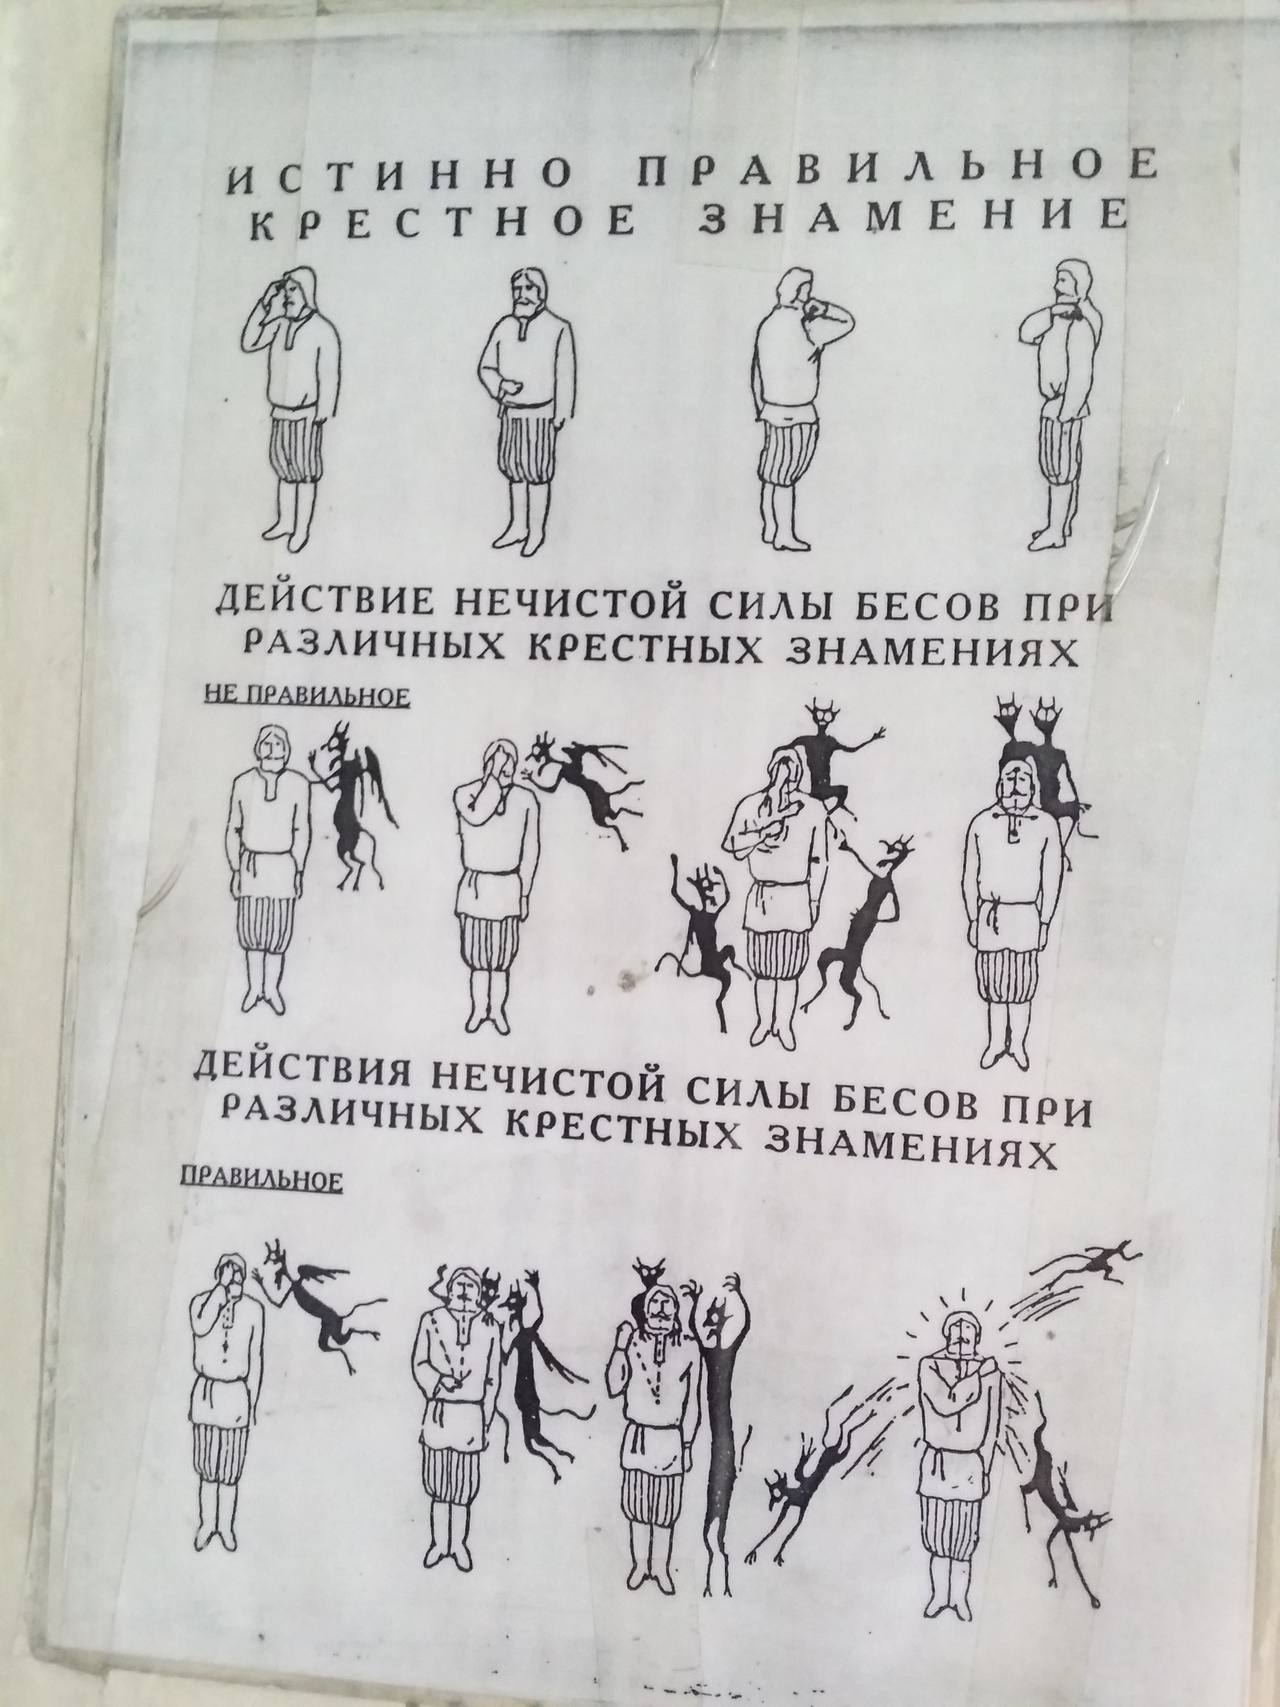 ИСТИННО ПРАВИЛЬНОЕ
КРЕСТНОЕ ЗНАМЕНИЕ
ДЕЙСТВИЕ НЕЧИСТОЙ СИЛЫ БЕСОВ ПРИ
РАЗЛИЧНЫХ КРЕСТНЫХ ЗНАМЕНИЯХ
НЕ ПРАВИЛЬНОЕ
ДЕЙСТВИЯ НЕЧИСТОЙ СИЛЫ БЕСОВ ПРИ
РАЗЛИЧНЫХ КРЕСТНЫХ ЗНАМЕНИЯХ
ПРАВИЛЬНОЕ